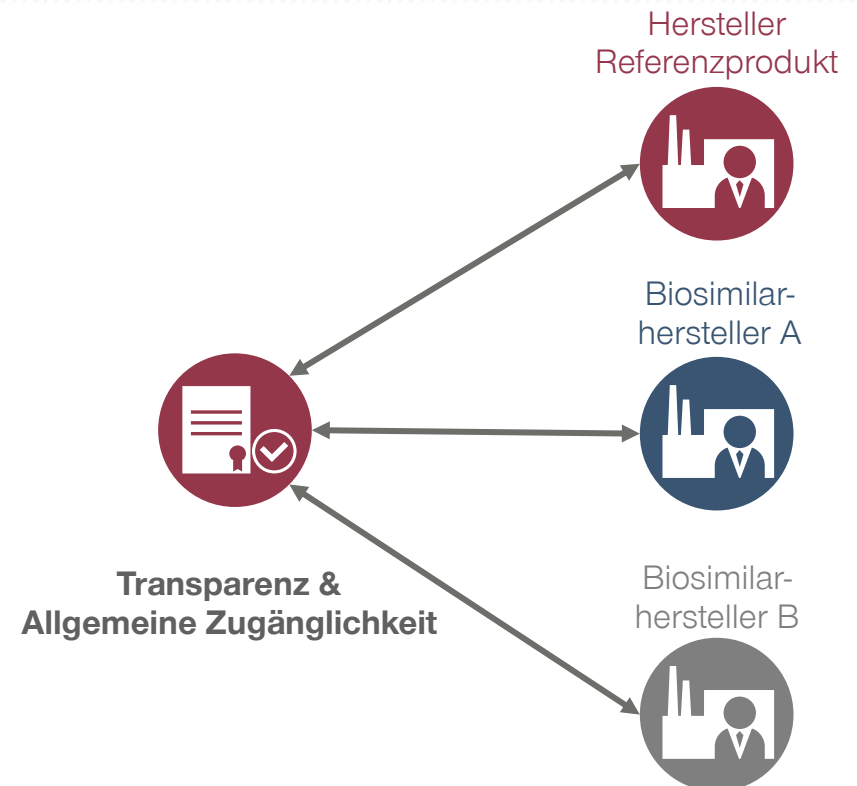 Hersteller
Referenzprodukt
Biosimilar-
hersteller A
Transparenz &
Allgemeine Zugänglichkeit
Biosimilar-
hersteller B